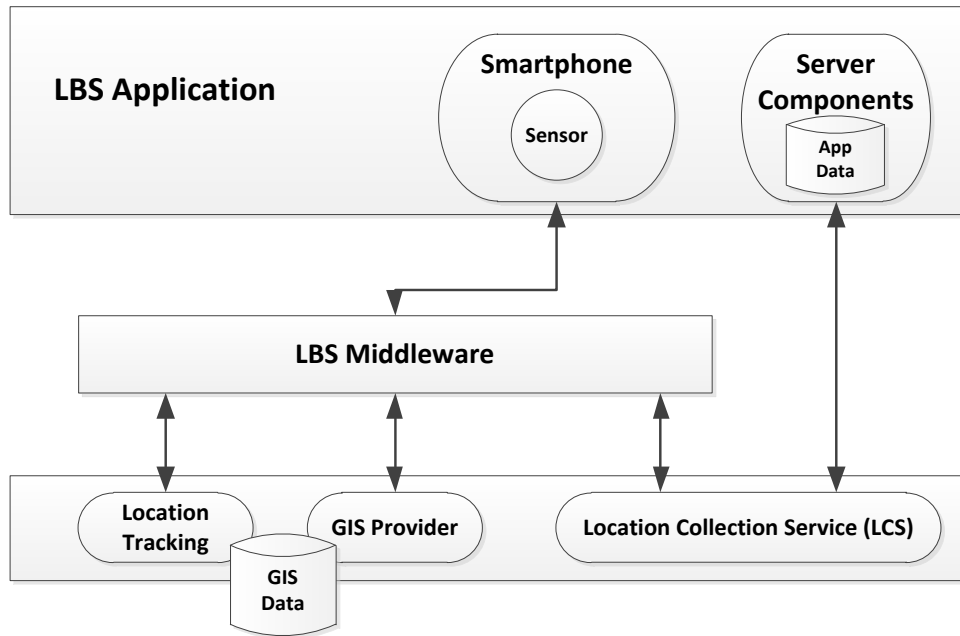 LBS Application
Smartphone
Sensor
Server
Components
App
Data
LBS Middleware
Location
Tracking
GIS Provider
Location Collection Service (LCS)
GIS
Data